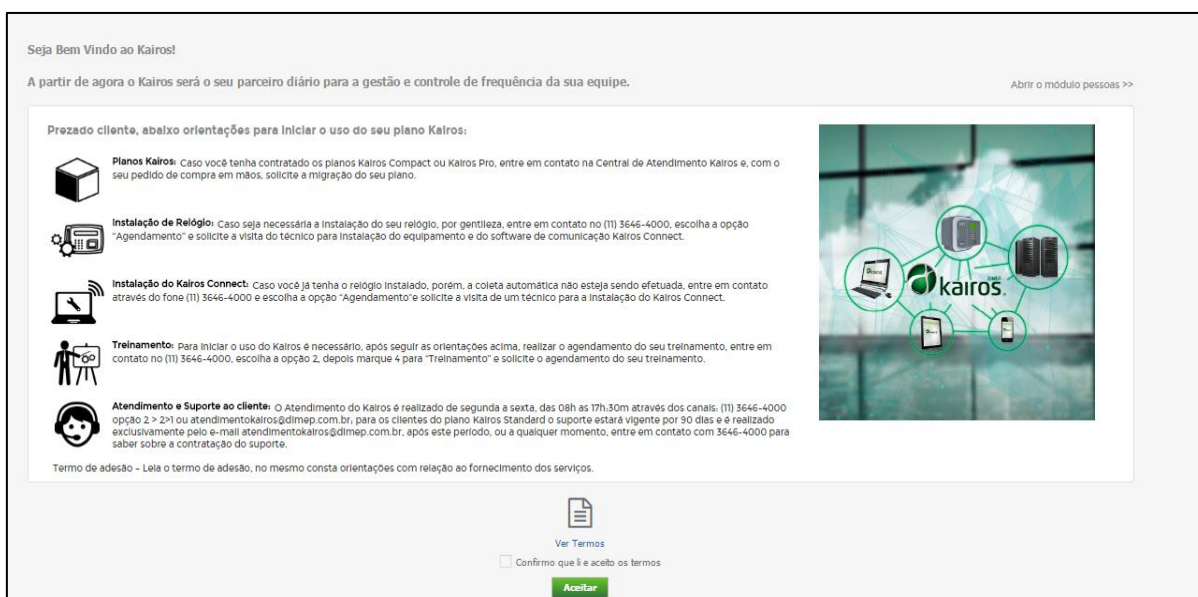 Seja Bem Vindo ao Kairos!
A partir de agora o Kairos será o seu parceiro diário para a gestão e controle de frequência da sua equipe.
Abrir o módulo pessoas >>
Prezado cliente, abaixo orientações para iniciar o uso do seu plano Kairos:
Planos Kairos: Caso você tenha contratado os planos Kairos Compact ou Kairos Pro, entre em contato na Central de Atendimento Kairos e, com o
seu pedido de compra em mãos, solicite a migração do seu plano.
Instalação de Relógio: Caso seja necessária a instalação do seu relógio, por gentileza, entre em contato no (11) 3646-4000, escolha a opção
"Agendamento" e solicite a visita do técnico para instalação do equipamento e do software de comunicação Kairos Connect.
Instalação do Kairos Connect: Caso você já tenha o relógio instalado, porém, a coleta automática não esteja sendo efetuada, entre em contato
através do fone (11) 3646-4000 e escolha a opção "Agendamento"e solicite a visita de um técnico para a instalação do Kairos Connect.
Treinamento: Para iniciar o uso do Kairos é necessário, após seguir as orientações acima, realizar o agendamento do seu treinamento, entre em
contato no (11) 3646-4000, escolha a opção 2, depois marque 4 para "Treinamento" e solicite o agendamento do seu treinamento.
Atendimento e Suporte ao cliente: O Atendimento do Kairos é realizado de segunda a sexta, das 08h as 17h:30m através dos canais: (11) 3646-4000
opção 2 > 2>1 ou atendimentokairos@dimep.com.br; para os clientes do plano Kairos Standard o suporte estará vigente por 90 dias e é realizado
exclusivamente pelo e-mail atendimentokairos@dimep.com.br, após este período, ou a qualquer momento, entre em contato com 3646-4000 para
saber sobre a contratação do suporte.
Termo de adesão - Leia o termo de adesão, no mesmo consta orientações com relação ao fornecimento dos serviços.
DIMEP
kairos
Ver Termos
Confirmo que li e aceito os termos
Aceitar